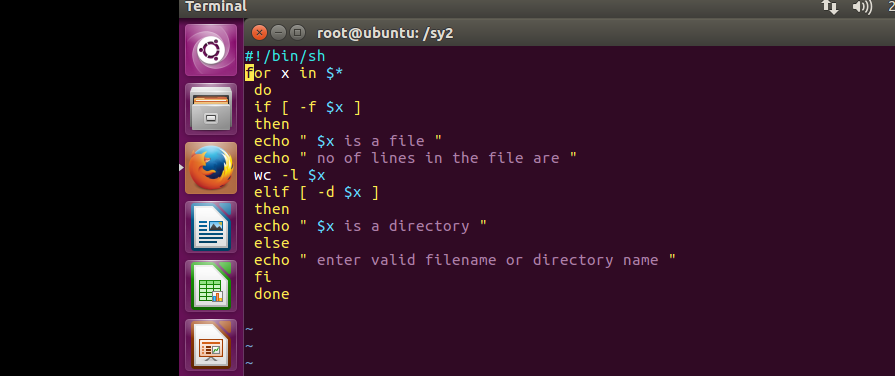 Terminal
2
root@ubuntu: /sy2
#!/bin/sh
for x in $*
do
if [ -f $x ]
then
echo " $x is a file "
echo " no of lines in the file are "
wc -l $x
elif [ -d $x ]
then
echo " $x is a directory "
else
echo " enter valid filename or directory name "
fi
done
~
~
~